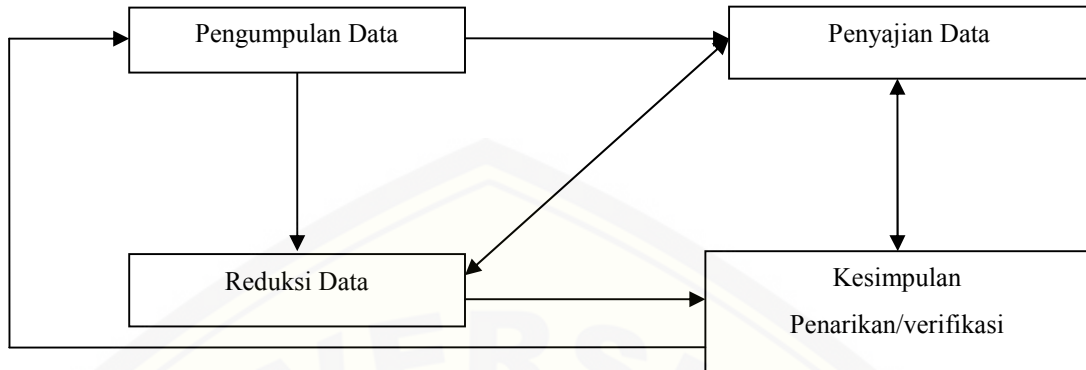 Pengumpulan Data
Penyajian Data
Reduksi Data
Kesimpulan
Penarikan/verifikasi